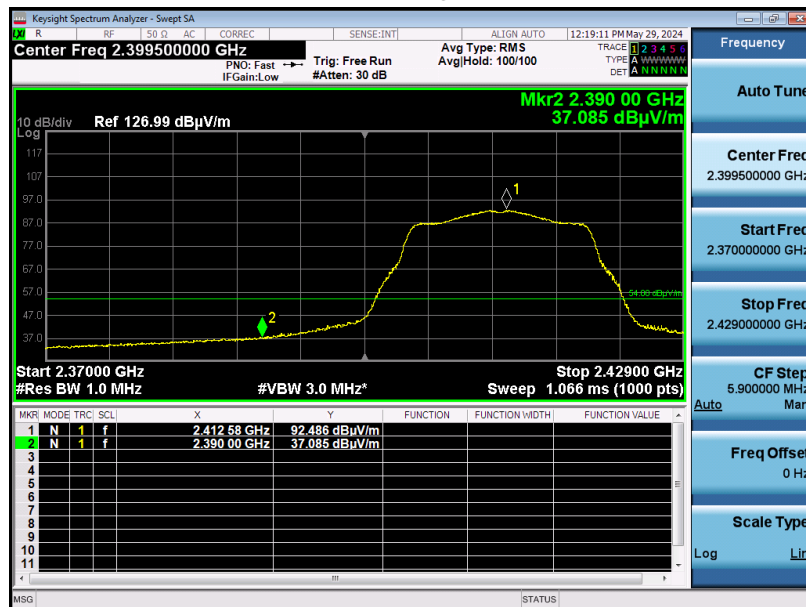 Keysight Spectrum Analyzer - Swept SA
LXI R RF 50 Ω AC CORREC SENSE:INT ALIGN AUTO 12:19:11 PM May 29, 2024
Center Freq 2.399500000 GHz
PNO: Fast
IFGain:Low
Trig: Free Run
#Atten: 30 dB
Avg Type: RMS
Avg|Hold: 100/100
TRACE 1 2 3 4 5 6
TYPE A WWWWW
DET A N N N N N
Mkr2 2.390 00 GHz
37.085 dBµV/m
10 dB/div Ref 126.99 dBµV/m
Log
117
107
97.0
87.0
77.0
67.0
57.0
47.0
37.0
1
2
54.00 dBµV/m
Start 2.37000 GHz Stop 2.42900 GHz
#Res BW 1.0 MHz #VBW 3.0 MHz* Sweep 1.066 ms (1000 pts)
MKR MODE TRC SCL X Y FUNCTION FUNCTION WIDTH FUNCTION VALUE
1 N 1 f 2.412 58 GHz 92.486 dBµV/m
2 N 1 f 2.390 00 GHz 37.085 dBµV/m
3
4
5
6
7
8
9
10
11
MSG STATUS
Frequency
Auto Tune
Center Freq
2.399500000 GHz
Start Freq
2.370000000 GHz
Stop Freq
2.429000000 GHz
CF Step
5.900000 MHz
Auto Man
Freq Offset
0 Hz
Scale Type
Log Lin